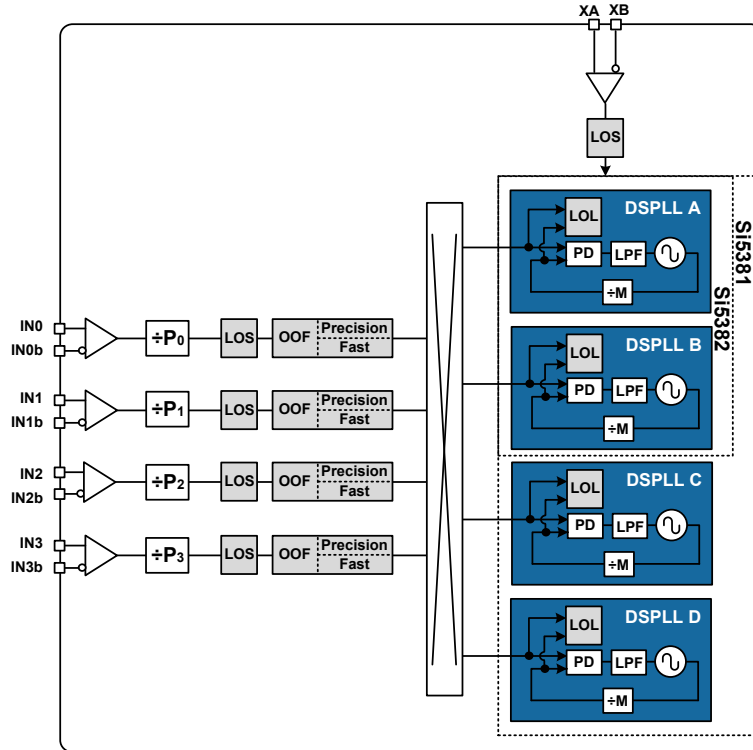 XA XB
LOS
Si5381
Si5382
DSPLL A
LOL
PD LPF
÷M
DSPLL B
LOL
PD LPF
÷M
DSPLL C
LOL
PD LPF
÷M
DSPLL D
LOL
PD LPF
÷M
IN0
IN0b
÷P0 LOS OOF Precision
Fast
IN1
IN1b
÷P1 LOS OOF Precision
Fast
IN2
IN2b
÷P2 LOS OOF Precision
Fast
IN3
IN3b
÷P3 LOS OOF Precision
Fast